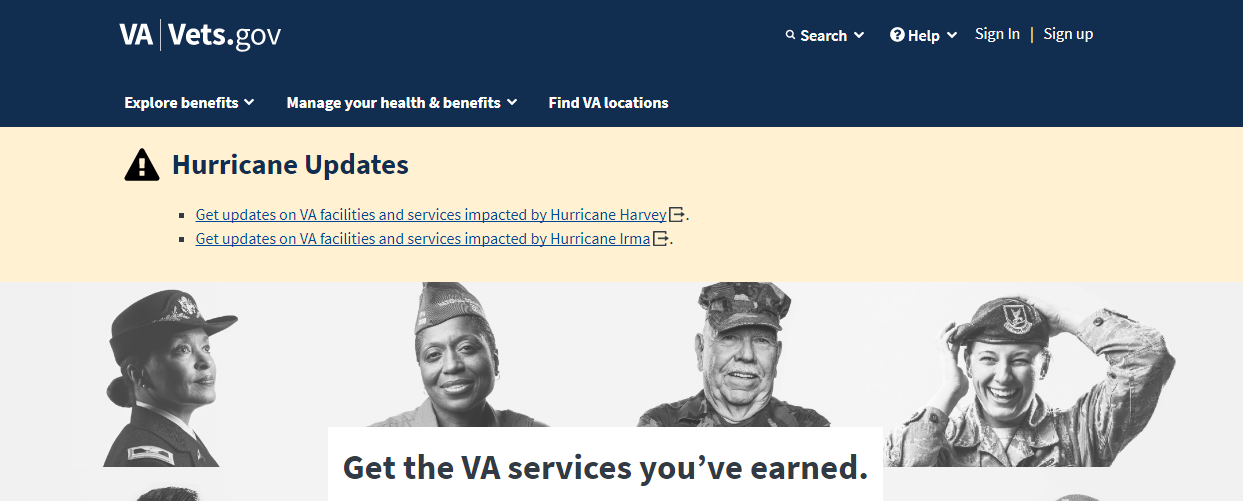 VA | Vets.gov
Search Help Sign In | Sign up
Explore benefits Manage your health & benefits Find VA locations
Hurricane Updates
Get updates on VA facilities and services impacted by Hurricane Harvey.
Get updates on VA facilities and services impacted by Hurricane Irma.
Get the VA services you’ve earned.